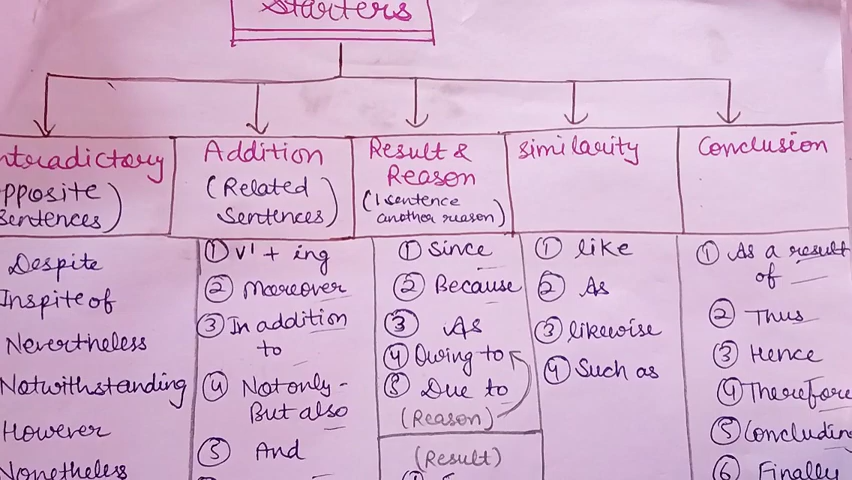 Starters
ntradictory
opposite
Sentences)
Despite
Inspite of
Nevertheless
Notwithstanding
However
Nonetheless
Addition
(Related
Sentences)
① V¹ + ing
② Moreover
③ In addition
to
④ Not only -
But also
⑤ And
Result &
Reason
(1 sentence
another reason)
① Since
② Because
③ As
④ Owing to
⑤ Due to
(Reason)
(Result)
similarity
① like
② As
③ likewise
④ Such as
Conclusion
① As a result
of
② Thus
③ Hence
④ Therefore
⑤ Concluding
⑥ Finally